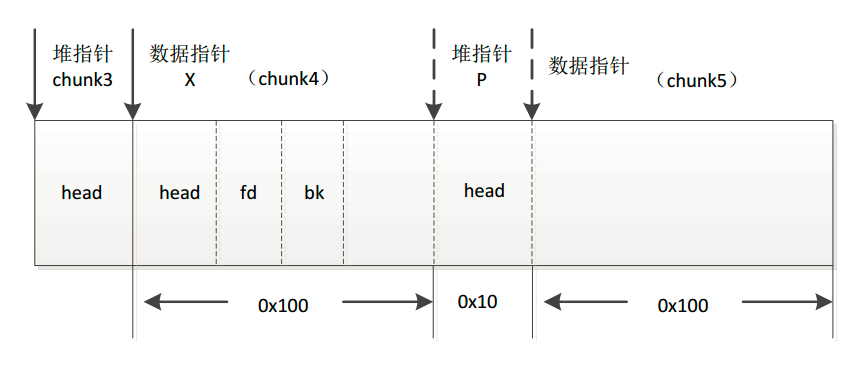 堆指针
chunk3
数据指针
X
（chunk4）
堆指针
P
数据指针
（chunk5）
head
head
fd
bk
head
0x100
0x10
0x100